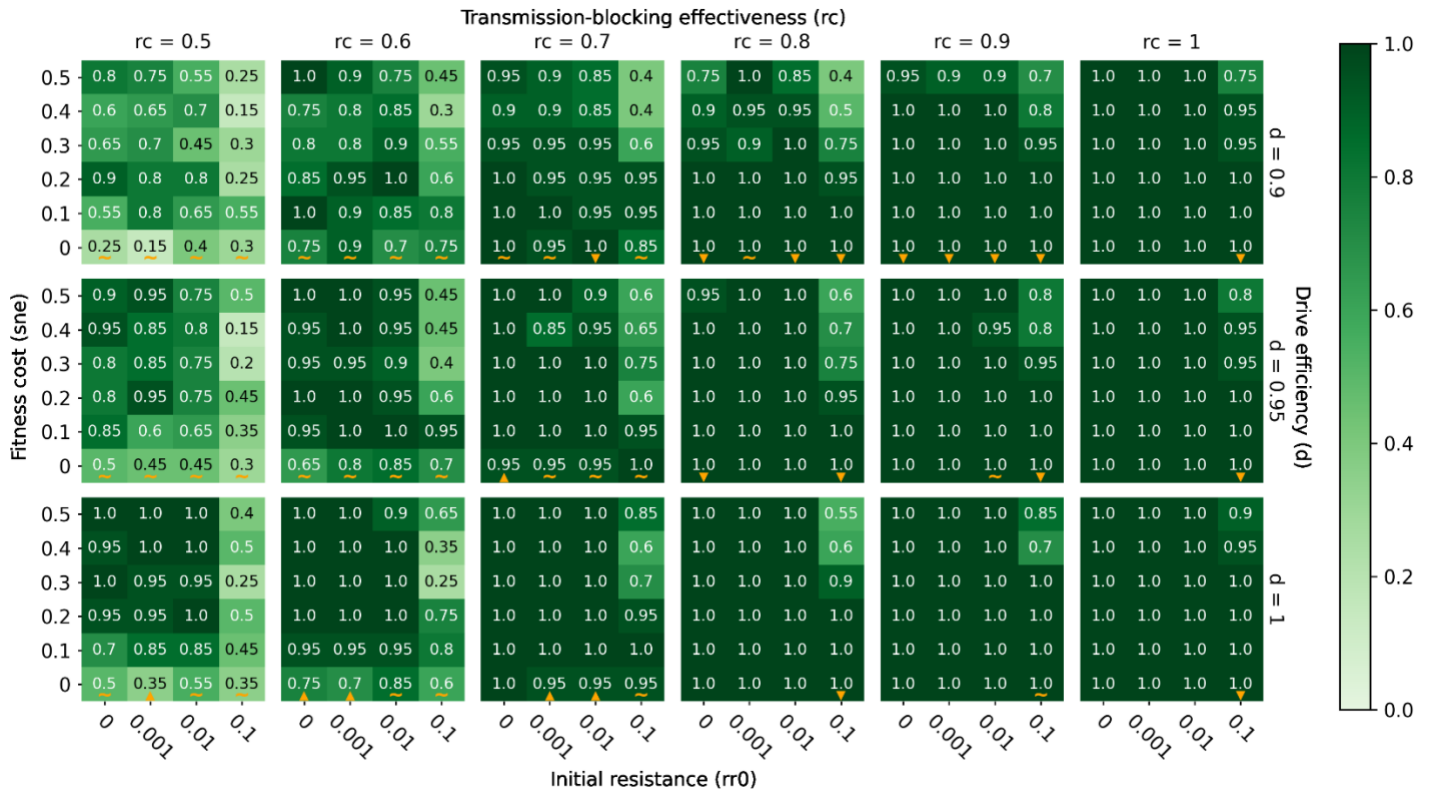 Transmission-blocking effectiveness (rc)
rc = 0.5 rc = 0.6 rc = 0.7 rc = 0.8 rc = 0.9 rc = 1
0.5 0.8 0.75 0.55 0.25 1.0 0.9 0.75 0.45 0.95 0.9 0.85 0.4 0.75 1.0 0.85 0.4 0.95 0.9 0.9 0.7 1.0 1.0 1.0 0.75
0.4 0.6 0.65 0.7 0.15 0.75 0.8 0.85 0.3 0.9 0.9 0.85 0.4 0.9 0.95 0.95 0.5 1.0 1.0 1.0 0.8 1.0 1.0 1.0 0.95
0.3 0.65 0.7 0.45 0.3 0.8 0.8 0.9 0.55 0.95 0.95 0.95 0.6 0.95 0.9 1.0 0.75 1.0 1.0 1.0 0.95 1.0 1.0 1.0 0.95
0.2 0.9 0.8 0.8 0.25 0.85 0.95 1.0 0.6 1.0 0.95 0.95 0.95 1.0 1.0 1.0 0.95 1.0 1.0 1.0 1.0 1.0 1.0 1.0 1.0
0.1 0.55 0.8 0.65 0.55 1.0 0.9 0.85 0.8 1.0 1.0 0.95 0.95 1.0 1.0 1.0 1.0 1.0 1.0 1.0 1.0 1.0 1.0 1.0 1.0
0 0.25 0.15 0.4 0.3 0.75 0.9 0.7 0.75 1.0 0.95 1.0 0.85 1.0 1.0 1.0 1.0 1.0 1.0 1.0 1.0 1.0 1.0 1.0 1.0
d = 0.9
0.5 0.9 0.95 0.75 0.5 1.0 1.0 0.95 0.45 1.0 1.0 0.9 0.6 0.95 1.0 1.0 0.6 1.0 1.0 1.0 0.8 1.0 1.0 1.0 0.8
0.4 0.95 0.85 0.8 0.15 0.95 1.0 0.95 0.45 1.0 0.85 0.95 0.65 1.0 1.0 1.0 0.7 1.0 1.0 0.95 0.8 1.0 1.0 1.0 0.95
0.3 0.8 0.85 0.75 0.2 0.95 0.95 0.9 0.4 1.0 1.0 1.0 0.75 1.0 1.0 1.0 0.75 1.0 1.0 1.0 0.95 1.0 1.0 1.0 0.95
0.2 0.8 0.95 0.75 0.45 1.0 1.0 0.95 0.6 1.0 1.0 1.0 0.6 1.0 1.0 1.0 0.95 1.0 1.0 1.0 1.0 1.0 1.0 1.0 1.0
0.1 0.85 0.6 0.65 0.35 0.95 1.0 1.0 0.95 1.0 1.0 1.0 0.95 1.0 1.0 1.0 1.0 1.0 1.0 1.0 1.0 1.0 1.0 1.0 1.0
0 0.5 0.45 0.45 0.3 0.65 0.8 0.85 0.7 0.95 0.95 0.95 1.0 1.0 1.0 1.0 1.0 1.0 1.0 1.0 1.0 1.0 1.0 1.0 1.0
d = 0.95
0.5 1.0 1.0 1.0 0.4 1.0 1.0 0.9 0.65 1.0 1.0 1.0 0.85 1.0 1.0 1.0 0.55 1.0 1.0 1.0 0.85 1.0 1.0 1.0 0.9
0.4 0.95 1.0 1.0 0.5 1.0 1.0 1.0 0.35 1.0 1.0 1.0 0.6 1.0 1.0 1.0 0.6 1.0 1.0 1.0 0.7 1.0 1.0 1.0 0.95
0.3 1.0 0.95 0.95 0.25 1.0 1.0 1.0 0.25 1.0 1.0 1.0 0.7 1.0 1.0 1.0 0.9 1.0 1.0 1.0 1.0 1.0 1.0 1.0 1.0
0.2 0.95 0.95 1.0 0.5 1.0 1.0 1.0 0.75 1.0 1.0 1.0 0.95 1.0 1.0 1.0 1.0 1.0 1.0 1.0 1.0 1.0 1.0 1.0 1.0
0.1 0.7 0.85 0.85 0.45 0.95 0.95 0.95 0.8 1.0 1.0 1.0 1.0 1.0 1.0 1.0 1.0 1.0 1.0 1.0 1.0 1.0 1.0 1.0 1.0
0 0.5 0.35 0.55 0.35 0.75 0.7 0.85 0.6 1.0 0.95 0.95 0.95 1.0 1.0 1.0 1.0 1.0 1.0 1.0 1.0 1.0 1.0 1.0 1.0
d = 1
0 0.001 0.01 0.1 0 0.001 0.01 0.1 0 0.001 0.01 0.1 0 0.001 0.01 0.1 0 0.001 0.01 0.1 0 0.001 0.01 0.1
Initial resistance (rr0)
Fitness cost (sne)
Drive efficiency (d)
1.0
0.8
0.6
0.4
0.2
0.0